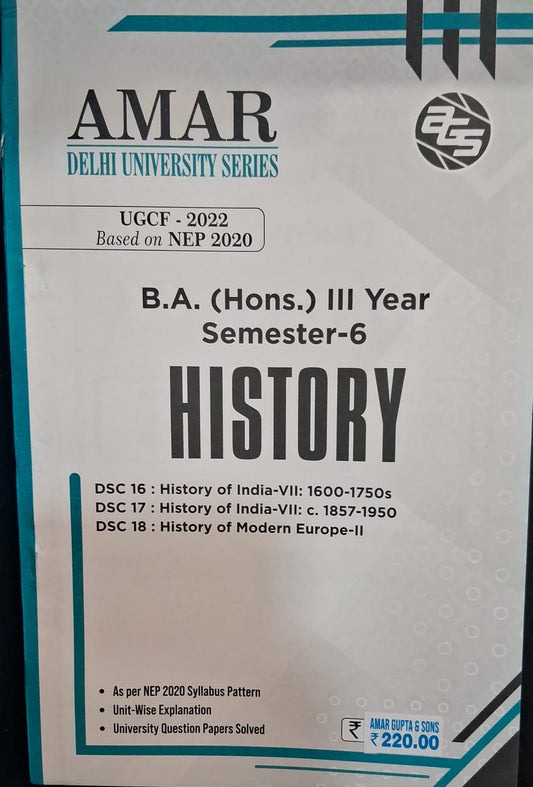 AMAR
DELHI UNIVERSITY SERIES
aGS
UGCF - 2022
Based on NEP 2020
B.A. (Hons.) III Year
Semester-6
HISTORY
DSC 16 : History of India-VII: 1600-1750s
DSC 17 : History of India-VII: c. 1857-1950
DSC 18 : History of Modern Europe-II
• As per NEP 2020 Syllabus Pattern
• Unit-Wise Explanation
• University Question Papers Solved
₹ AMAR GUPTA & SONS
₹ 220.00